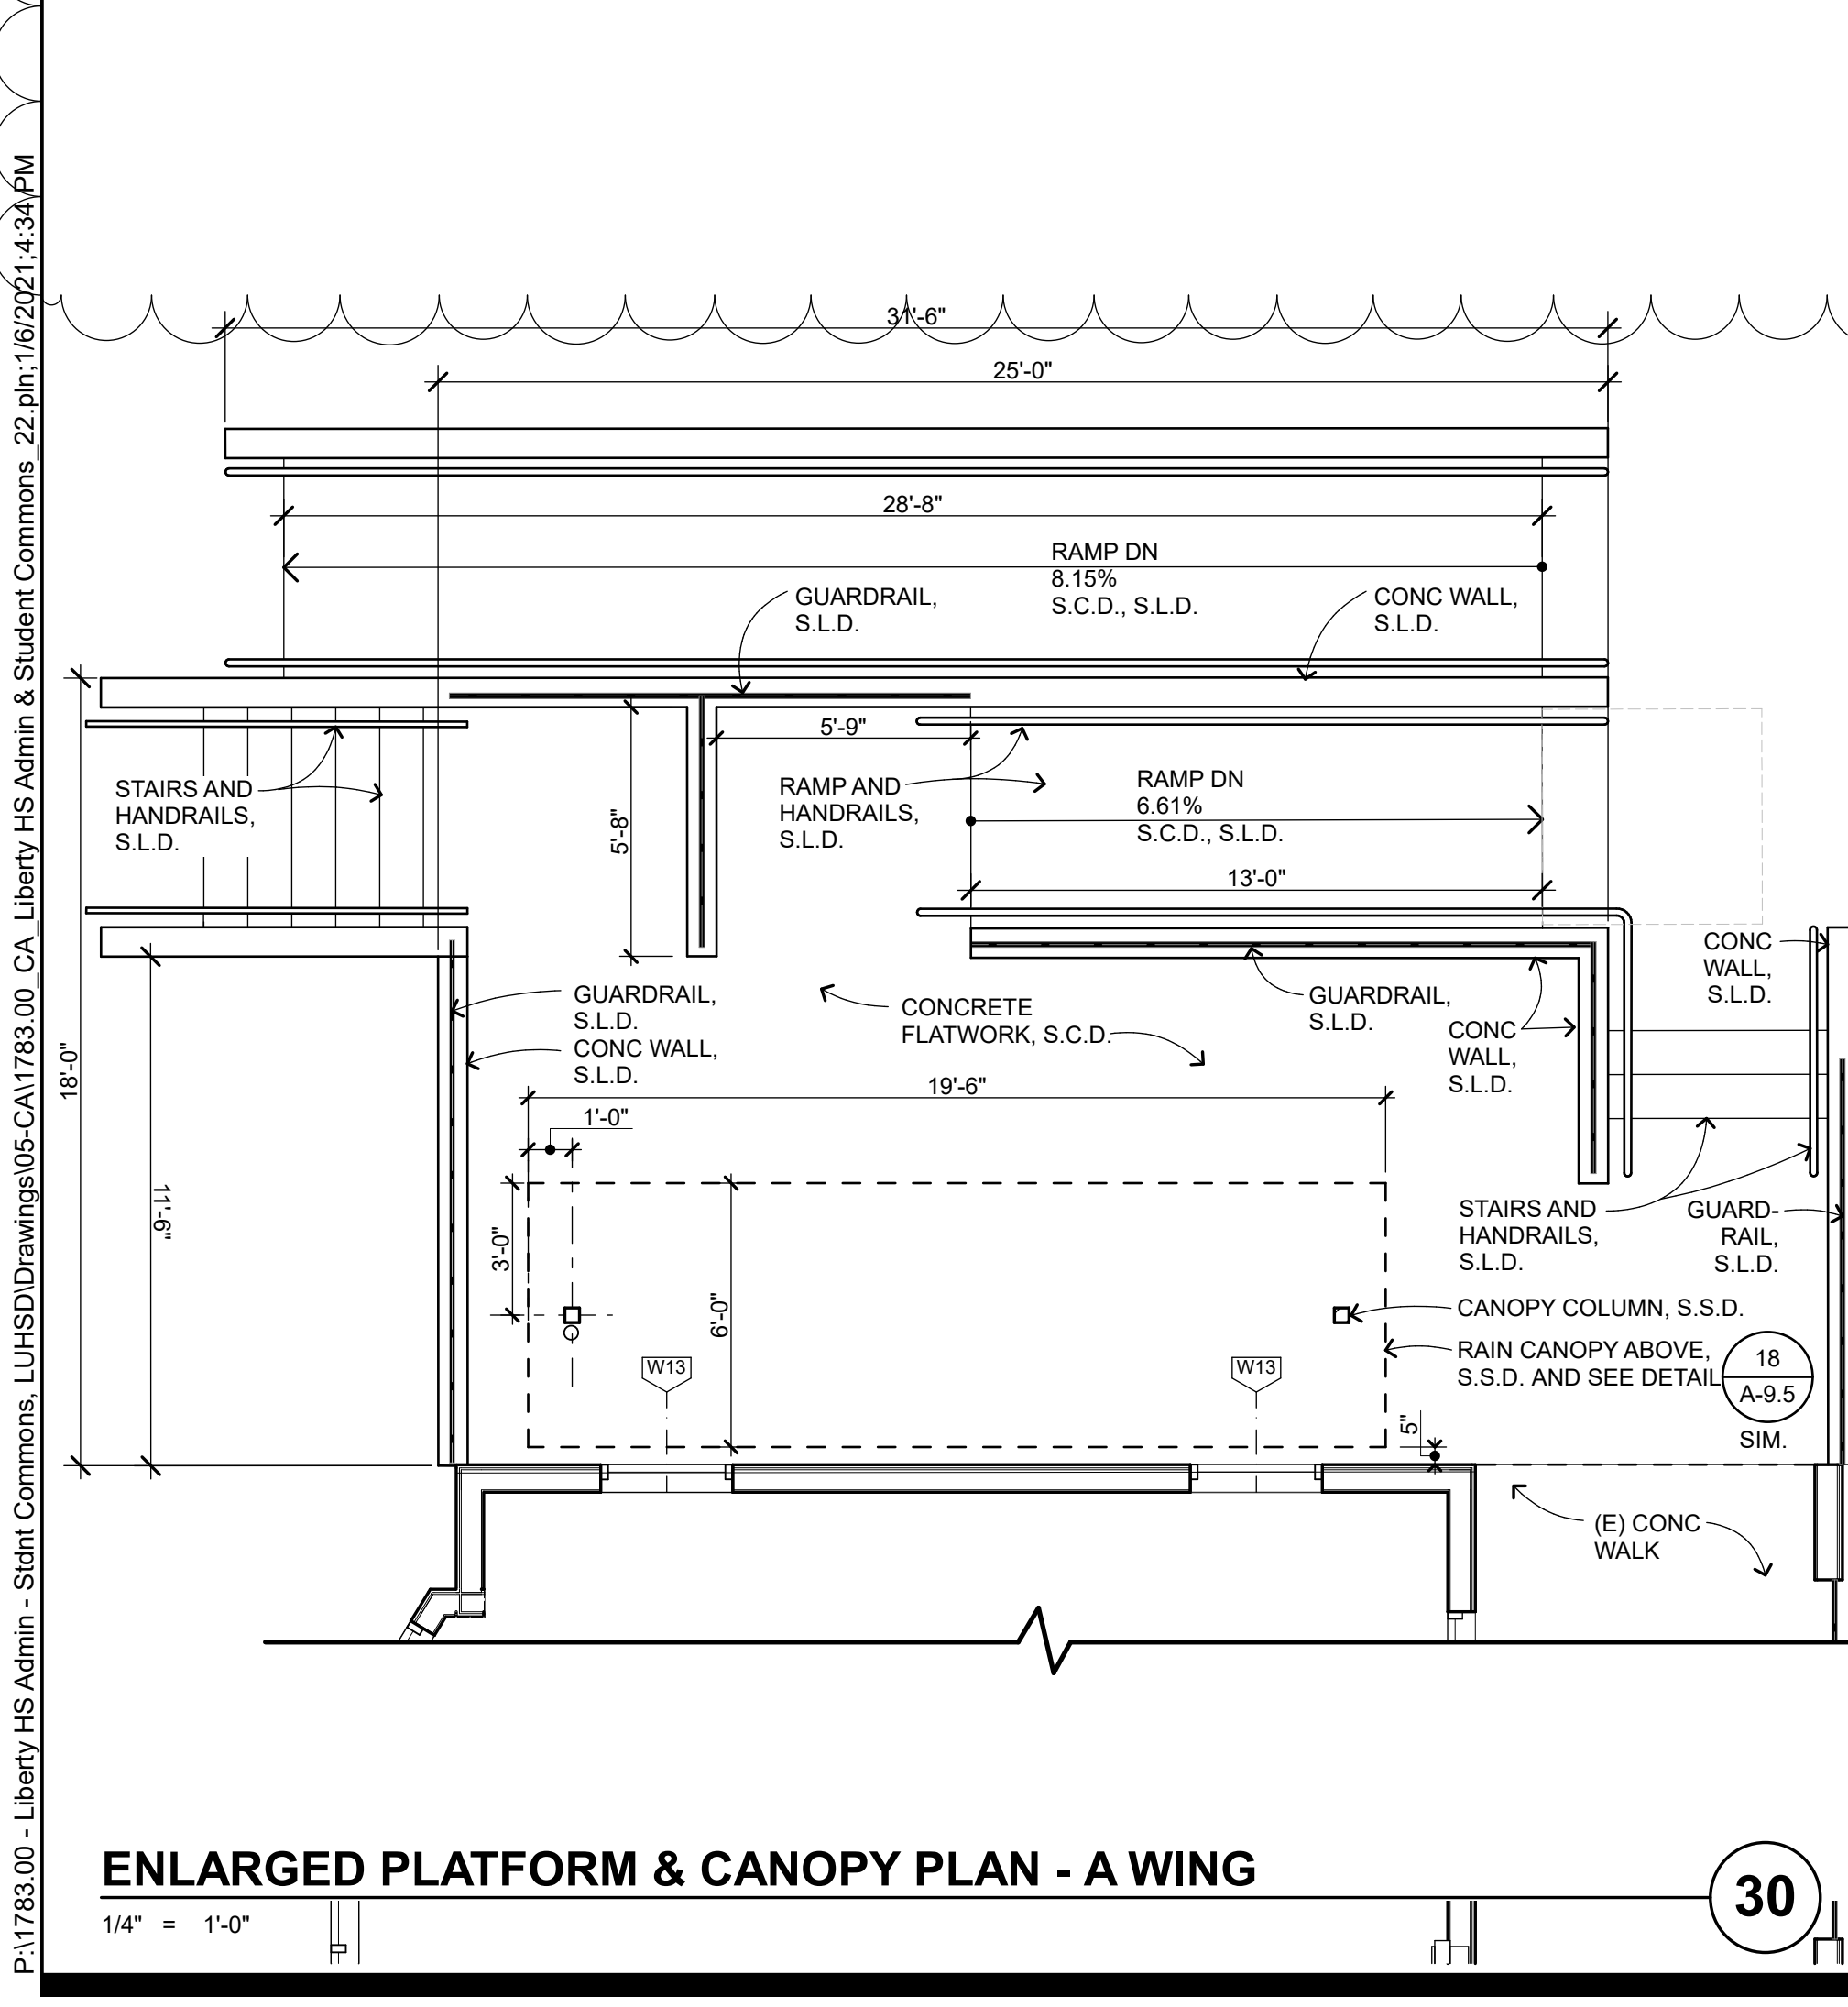 P:\1783.00 - Liberty HS Admin - Stdnt Commons, LUHSD\Drawings\05-CA\1783.00_CA_Liberty HS Admin & Student Commons_22.pln;1/6/2021;4:34 PM
31'-6"
25'-0"
28'-8"
RAMP DN
8.15%
S.C.D., S.L.D.
GUARDRAIL,
S.L.D.
CONC WALL,
S.L.D.
5'-9"
STAIRS AND
HANDRAILS,
S.L.D.
5'-8"
RAMP AND
HANDRAILS,
S.L.D.
RAMP DN
6.61%
S.C.D., S.L.D.
13'-0"
CONC
WALL,
S.L.D.
GUARDRAIL,
S.L.D.
CONC WALL,
S.L.D.
CONCRETE
FLATWORK, S.C.D.
GUARDRAIL,
S.L.D.
CONC
WALL,
S.L.D.
18'-0"
19'-6"
1'-0"
11'-9"
3'-0"
6'-0"
STAIRS AND
HANDRAILS,
S.L.D.
GUARD-
RAIL,
S.L.D.
CANOPY COLUMN, S.S.D.
RAIN CANOPY ABOVE,
S.S.D. AND SEE DETAIL
18
A-9.5
SIM.
W13
W13
5"
(E) CONC
WALK
ENLARGED PLATFORM & CANOPY PLAN - A WING
30
1/4" = 1'-0"